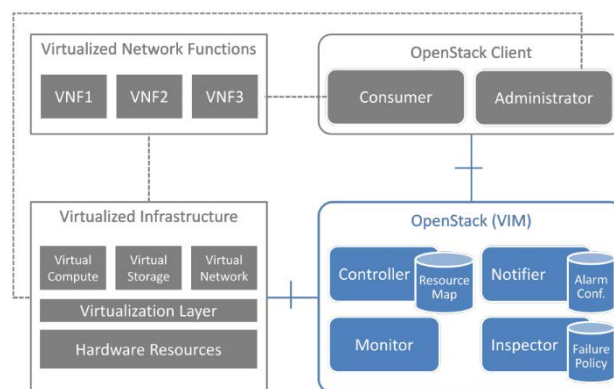 Virtualized Network Functions
VNF1
VNF2
VNF3
OpenStack Client
Consumer
Administrator
Virtualized Infrastructure
Virtual
Compute
Virtual
Storage
Virtual
Network
Virtualization Layer
Hardware Resources
OpenStack (VIM)
Controller
Resource
Map
Notifier
Alarm
Conf.
Monitor
Inspector
Failure
Policy